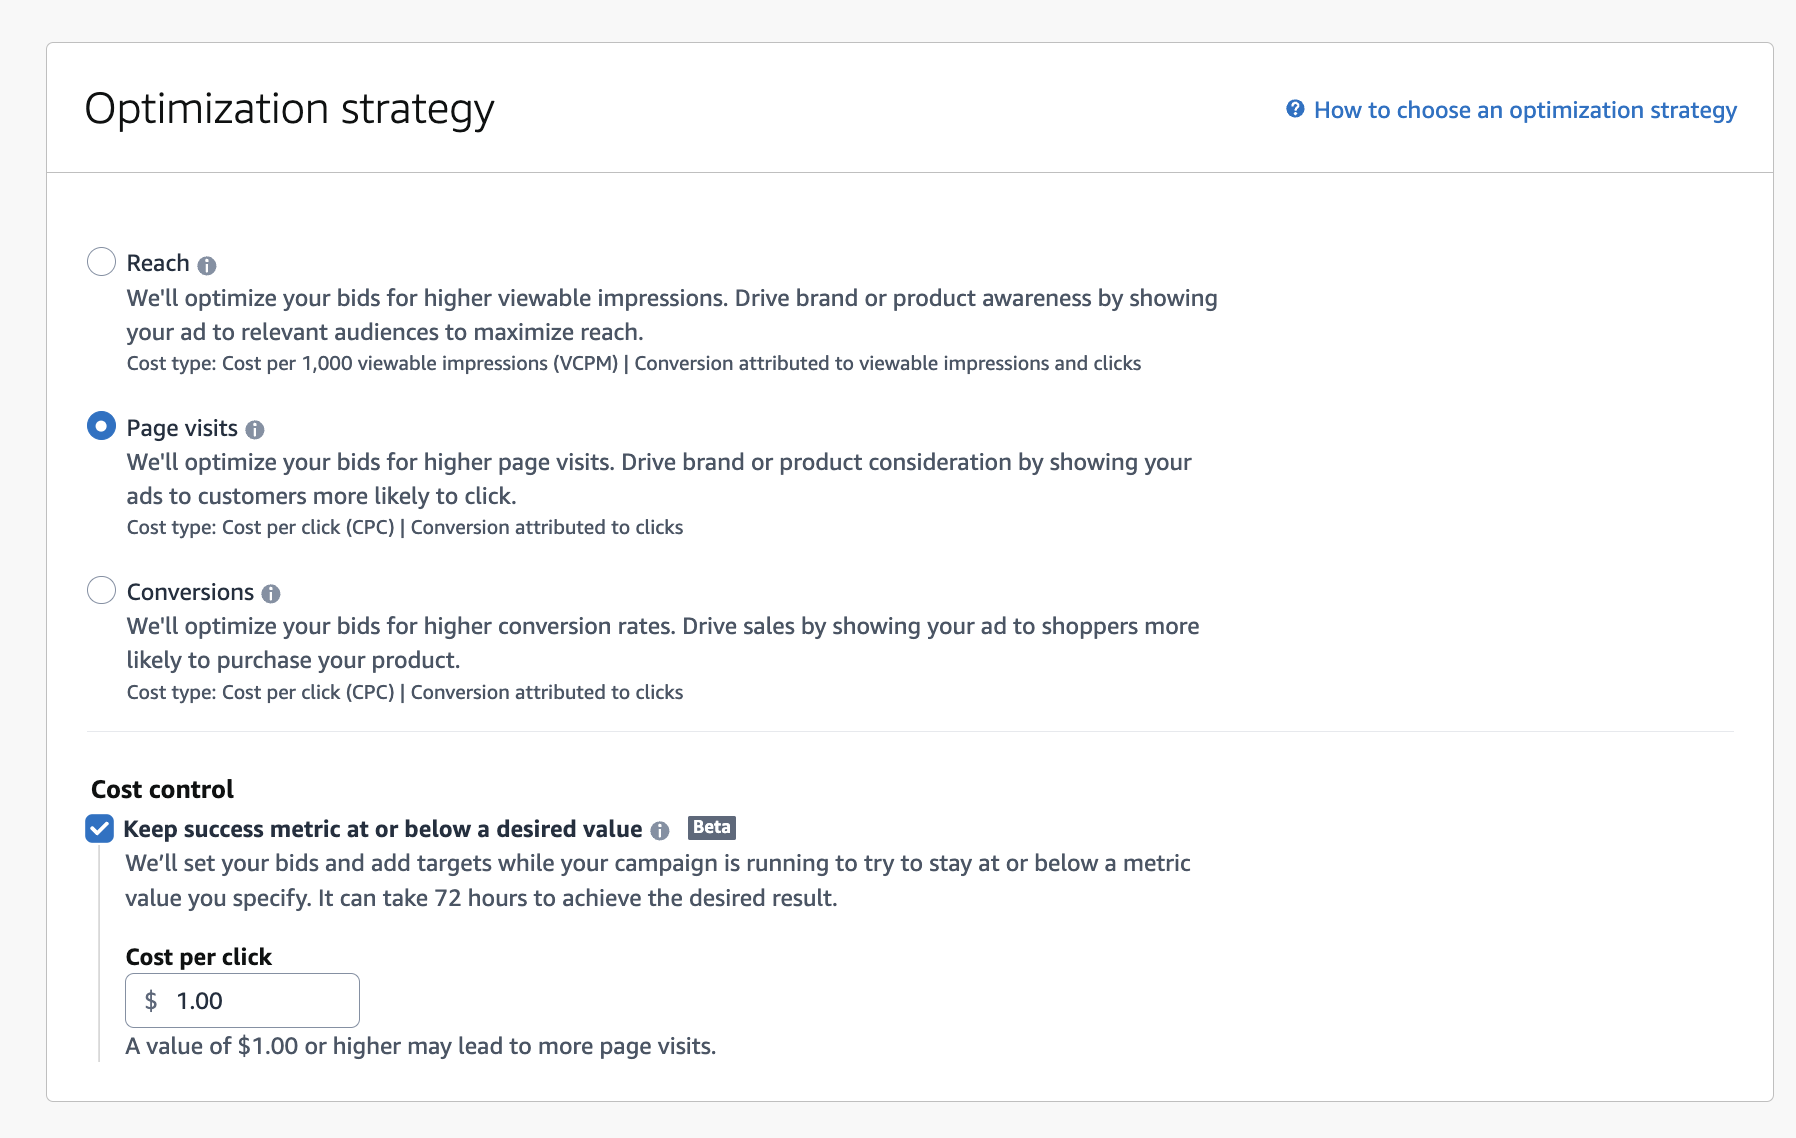 Optimization strategy
How to choose an optimization strategy
Reach
We'll optimize your bids for higher viewable impressions. Drive brand or product awareness by showing
your ad to relevant audiences to maximize reach.
Cost type: Cost per 1,000 viewable impressions (VCPM) | Conversion attributed to viewable impressions and clicks
Page visits
We'll optimize your bids for higher page visits. Drive brand or product consideration by showing your
ads to customers more likely to click.
Cost type: Cost per click (CPC) | Conversion attributed to clicks
Conversions
We'll optimize your bids for higher conversion rates. Drive sales by showing your ad to shoppers more
likely to purchase your product.
Cost type: Cost per click (CPC) | Conversion attributed to clicks
Cost control
Keep success metric at or below a desired value Beta
We’ll set your bids and add targets while your campaign is running to try to stay at or below a metric
value you specify. It can take 72 hours to achieve the desired result.
Cost per click
$ 1.00
A value of $1.00 or higher may lead to more page visits.